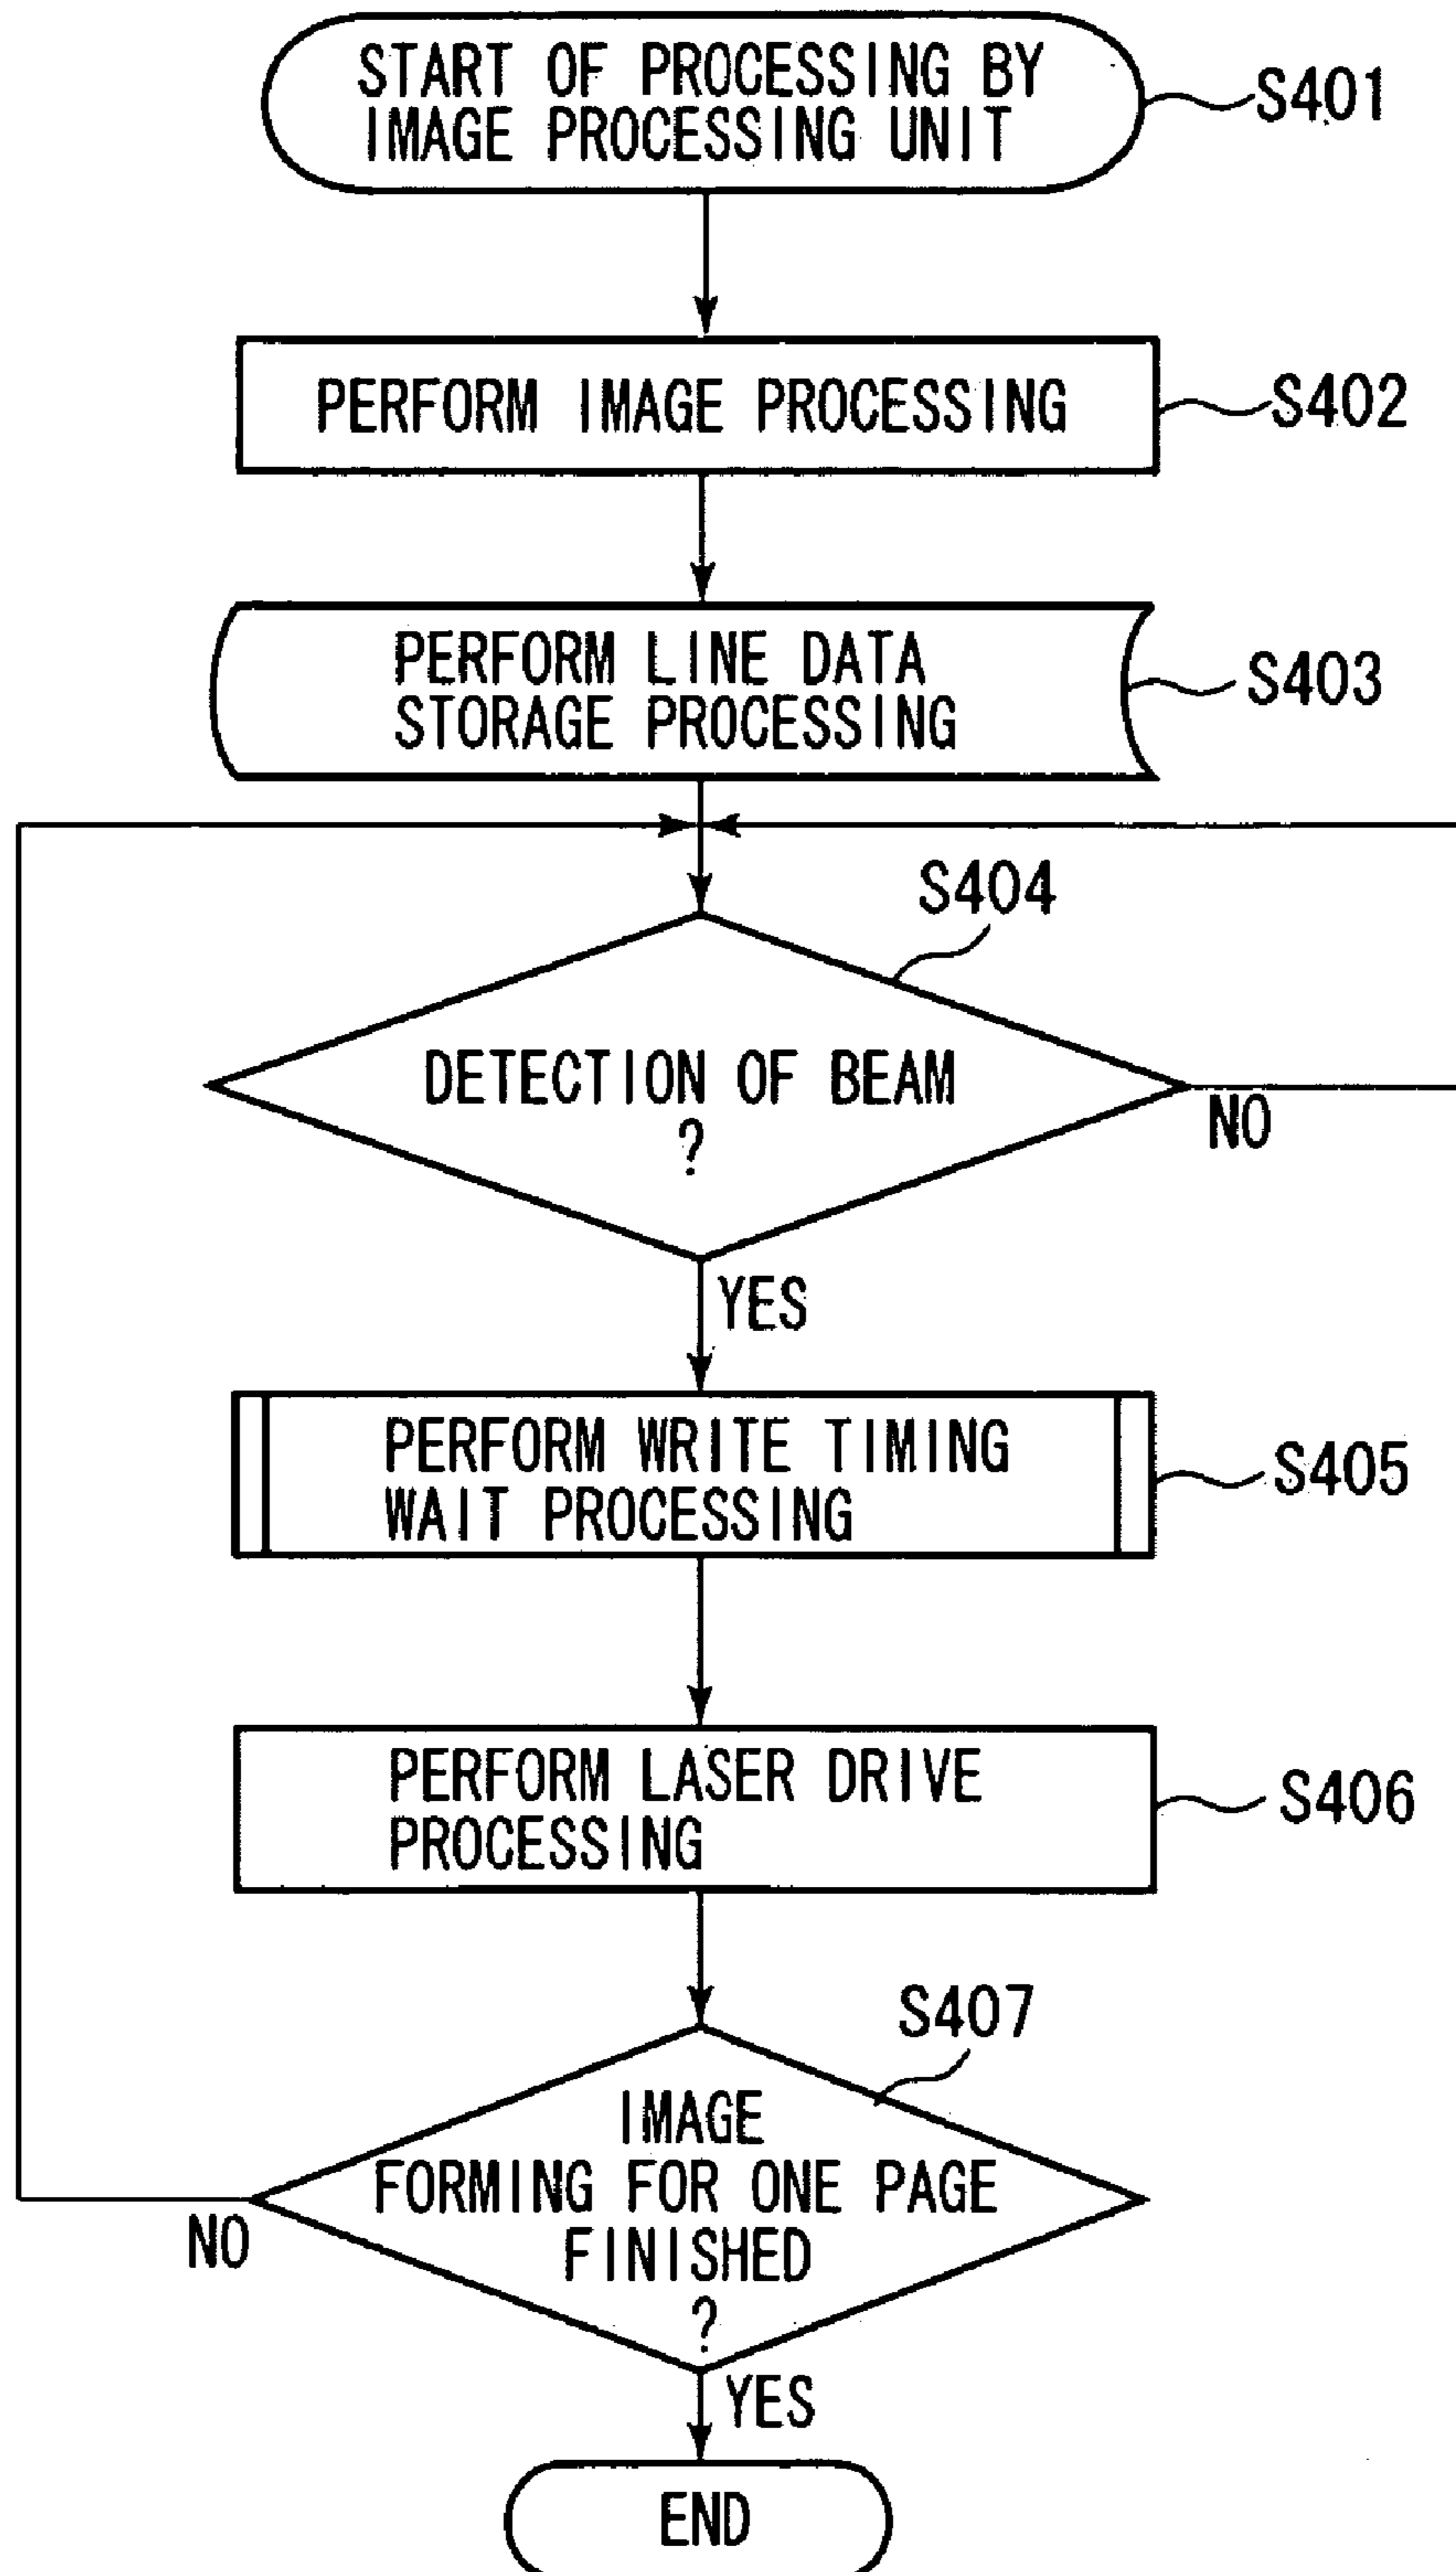 START OF PROCESSING BY
IMAGE PROCESSING UNIT
S401
PERFORM IMAGE PROCESSING
S402
PERFORM LINE DATA
STORAGE PROCESSING
S403
S404
DETECTION OF BEAM
?
NO
YES
PERFORM WRITE TIMING
WAIT PROCESSING
S405
PERFORM LASER DRIVE
PROCESSING
S406
S407
IMAGE
FORMING FOR ONE PAGE
FINISHED
?
NO
YES
END